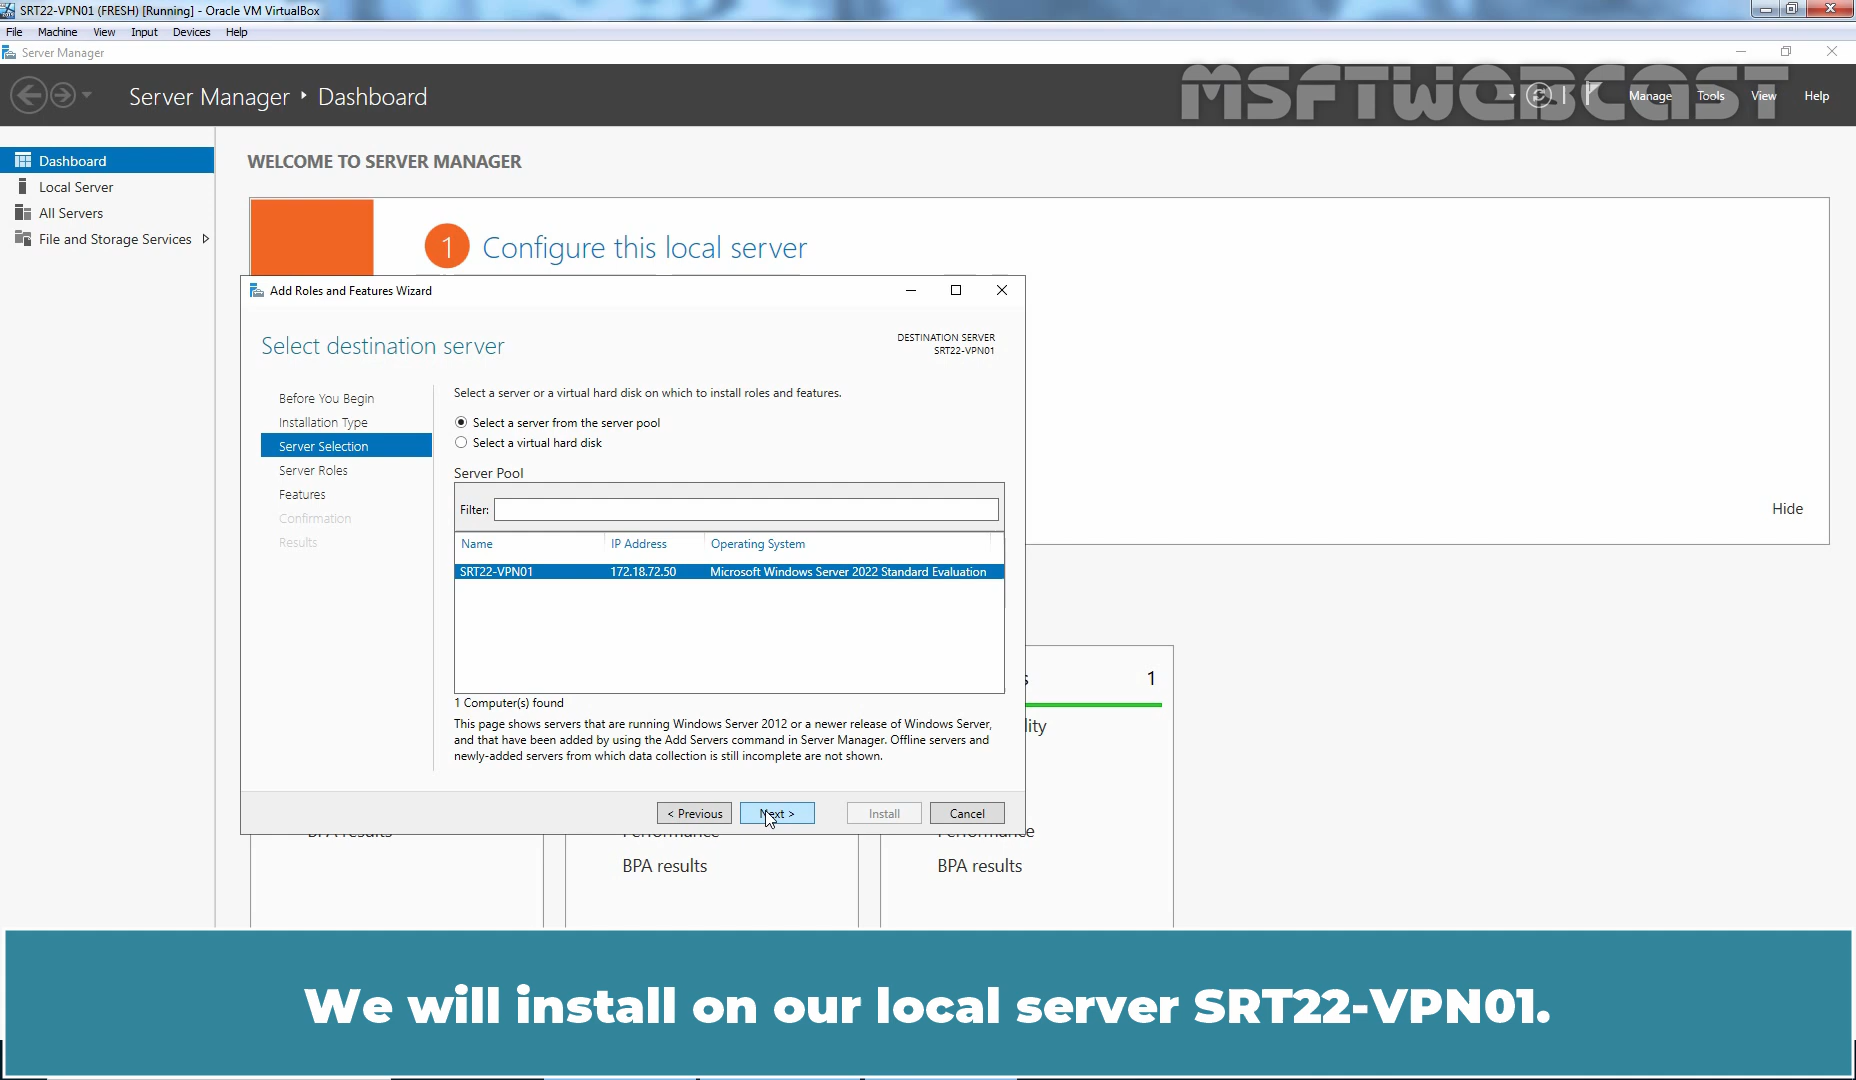 SRT22-VPN01 (FRESH) [Running] - Oracle VM VirtualBox
File Machine View Input Devices Help
Server Manager
Server Manager Dashboard
MSFTWEBCAST
Manage Tools View Help
Dashboard
Local Server
All Servers
File and Storage Services
WELCOME TO SERVER MANAGER
1 Configure this local server
Hide
Add Roles and Features Wizard
Select destination server
DESTINATION SERVER
SRT22-VPN01
Before You Begin
Installation Type
Server Selection
Server Roles
Features
Confirmation
Results
Select a server or a virtual hard disk on which to install roles and features.
Select a server from the server pool
Select a virtual hard disk
Server Pool
Filter:
Name IP Address Operating System
SRT22-VPN01 172.18.72.50 Microsoft Windows Server 2022 Standard Evaluation
1 Computer(s) found
This page shows servers that are running Windows Server 2012 or a newer release of Windows Server,
and that have been added by using the Add Servers command in Server Manager. Offline servers and
newly-added servers from which data collection is still incomplete are not shown.
< Previous Next > Install Cancel
1
BPA results
Performance
BPA results
Performance
BPA results
We will install on our local server SRT22-VPN01.